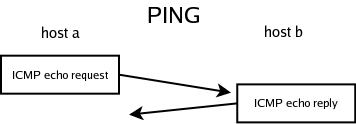 PING
host a
host b
ICMP echo request
ICMP echo reply